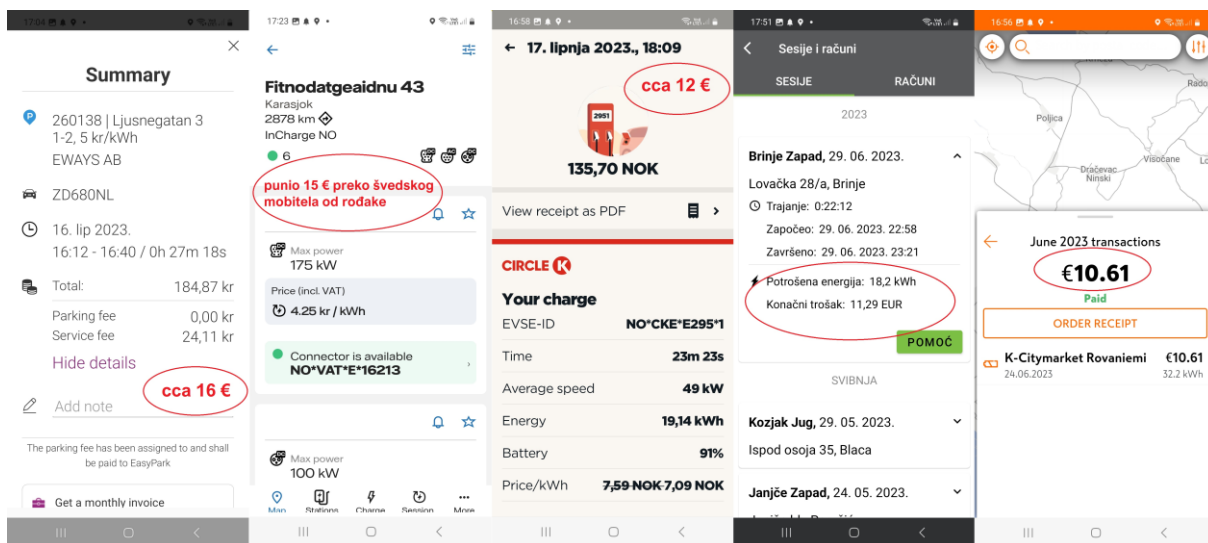 17:04
Summary
260138 | Ljusnegatan 3
1-2, 5 kr/kWh
EWAYS AB
ZD680NL
16. lip 2023.
16:12 - 16:40 / 0h 27m 18s
Total: 184,87 kr
Parking fee 0,00 kr
Service fee 24,11 kr
Hide details
cca 16 €
Add note
The parking fee has been assigned to and shall
be paid to EasyPark
Get a monthly invoice
17:23
Fitnodatgeaidnu 43
Karasjok
2878 km
InCharge NO
6
punio 15 € preko švedskog
mobitela od rođake
Max power
175 kW
Price (incl. VAT)
4.25 kr / kWh
Connector is available
NO*VAT*E*16213
Max power
100 kW
Map Stations Charge Session More
16:58
17. lipnja 2023., 18:09
cca 12 €
2951
135,70 NOK
View receipt as PDF
CIRCLE K
Your charge
EVSE-ID NO*CKE*E295*1
Time 23m 23s
Average speed 49 kW
Energy 19,14 kWh
Battery 91%
Price/kWh 7,59 NOK 7,09 NOK
17:51
Sesije i računi
SESIJE RAČUNI
2023
Brinje Zapad, 29. 06. 2023.
Lovačka 28/a, Brinje
Trajanje: 0:22:12
Započeo: 29. 06. 2023. 22:58
Završeno: 29. 06. 2023. 23:21
Potrošena energija: 18,2 kWh
Konačni trošak: 11,29 EUR
POMOĆ
SVIBNJA
Kozjak Jug, 29. 05. 2023.
Ispod osoja 35, Blaca
Janjče Zapad, 24. 05. 2023.
16:56
Poljica
Dračevac
Ninski
Visočane
June 2023 transactions
€10.61
Paid
ORDER RECEIPT
K-Citymarket Rovaniemi €10.61
24.06.2023 32.2 kWh